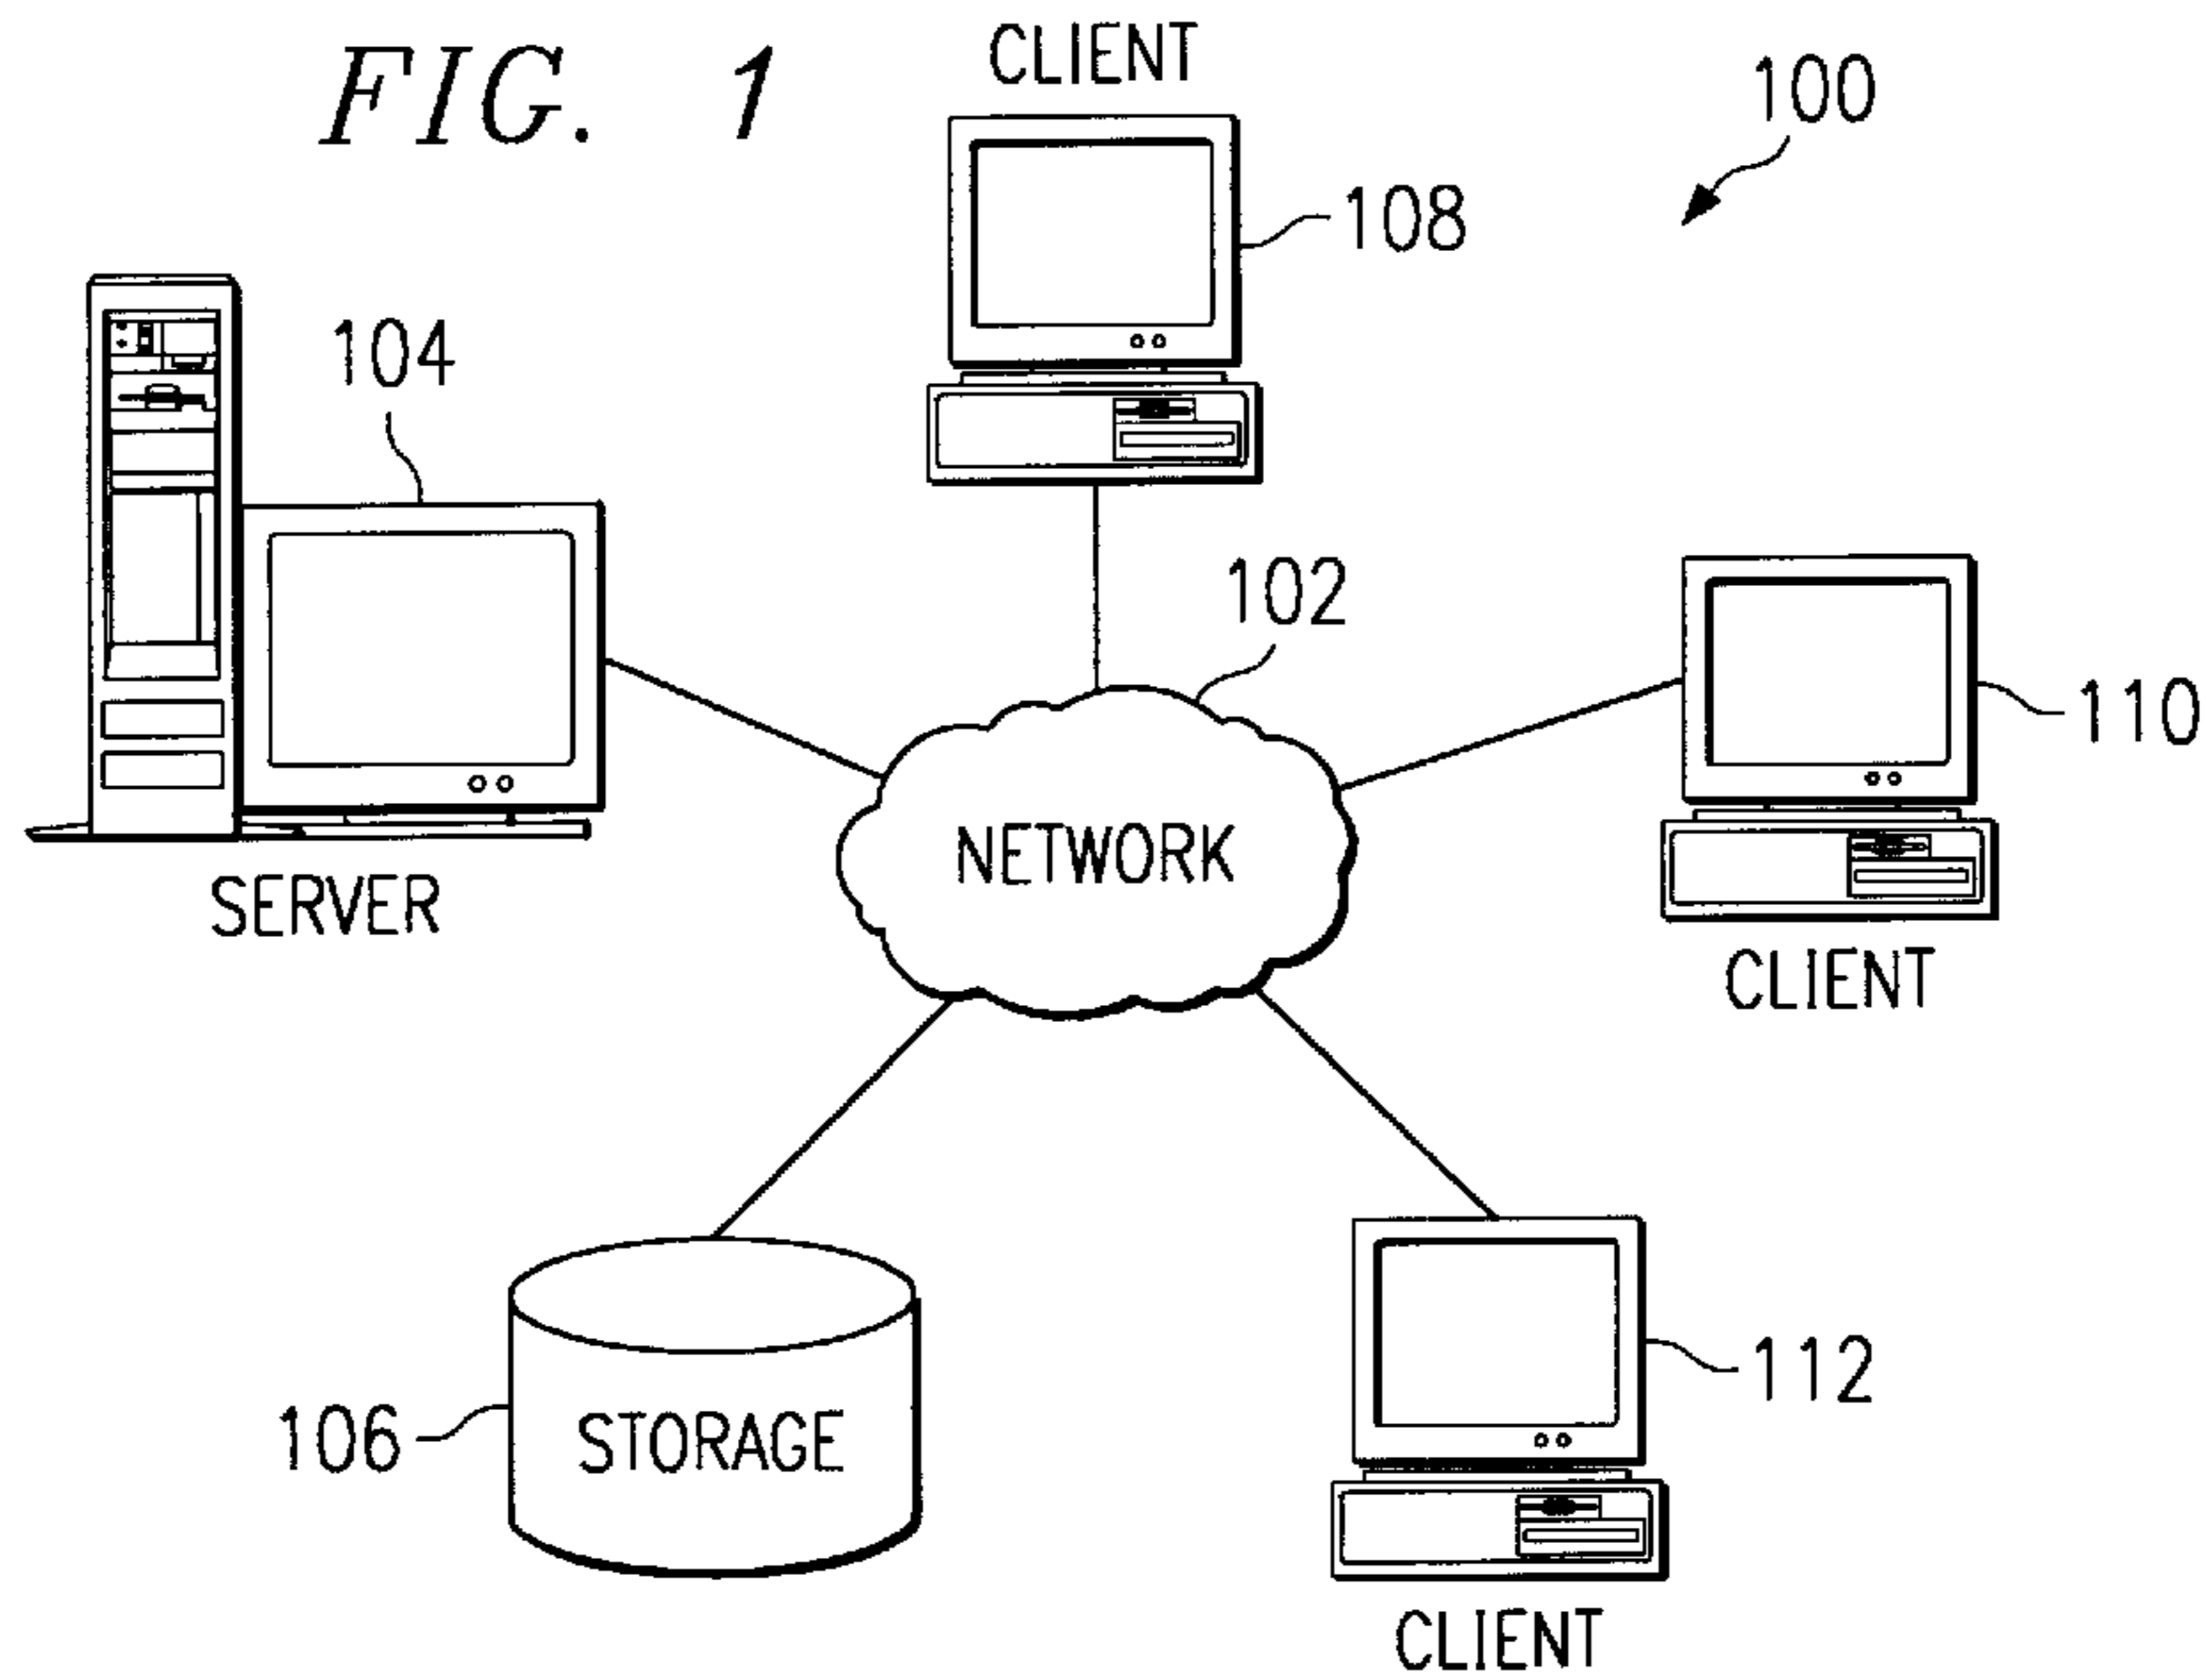 FIG. 1
CLIENT
100
108
104
102
110
NETWORK
SERVER
CLIENT
112
106
STORAGE
CLIENT